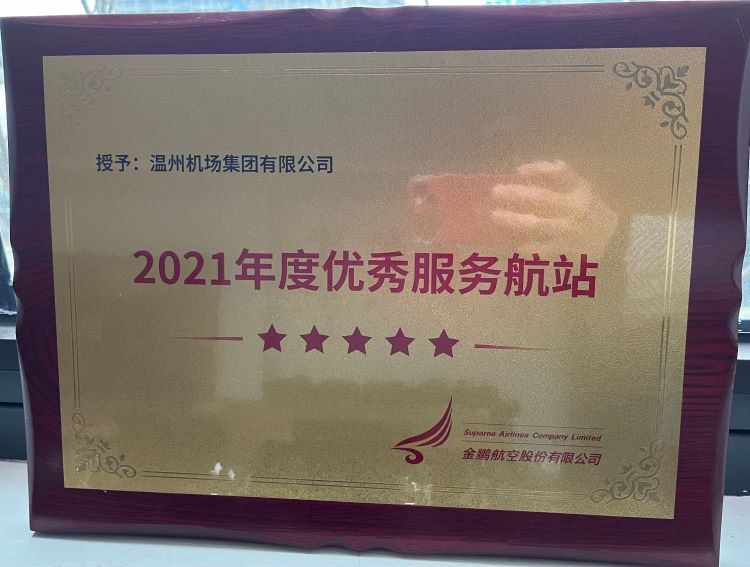 授予：温州机场集团有限公司
2021年度优秀服务航站
Suparna Airlines Company Limited
金鹏航空股份有限公司